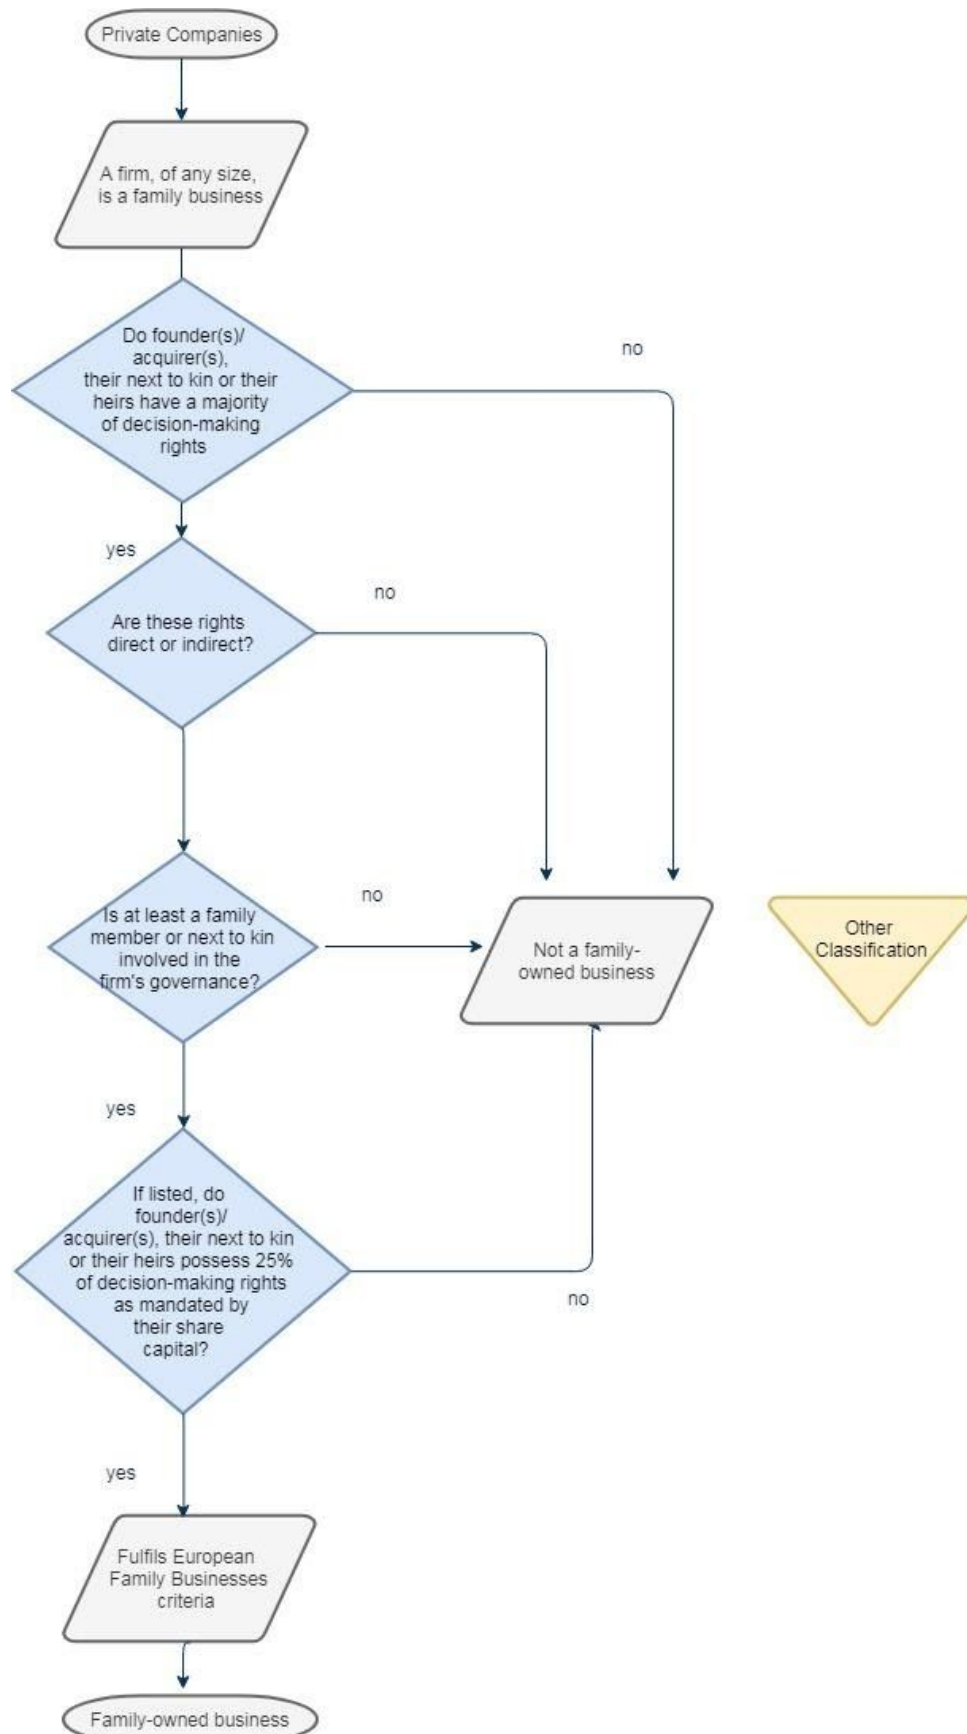 Private Companies
A firm, of any size,
is a family business
Do founder(s)/
acquirer(s),
their next to kin or their
heirs have a majority
of decision-making
rights
no
yes
Are these rights
direct or indirect?
no
Is at least a family
member or next to kin
involved in the
firm's governance?
no
Not a family-
owned business
Other
Classification
yes
If listed, do
founder(s)/
acquirer(s), their next to kin
or their heirs possess 25%
of decision-making rights
as mandated by
their share
capital?
no
yes
Fulfils European
Family Businesses
criteria
Family-owned business